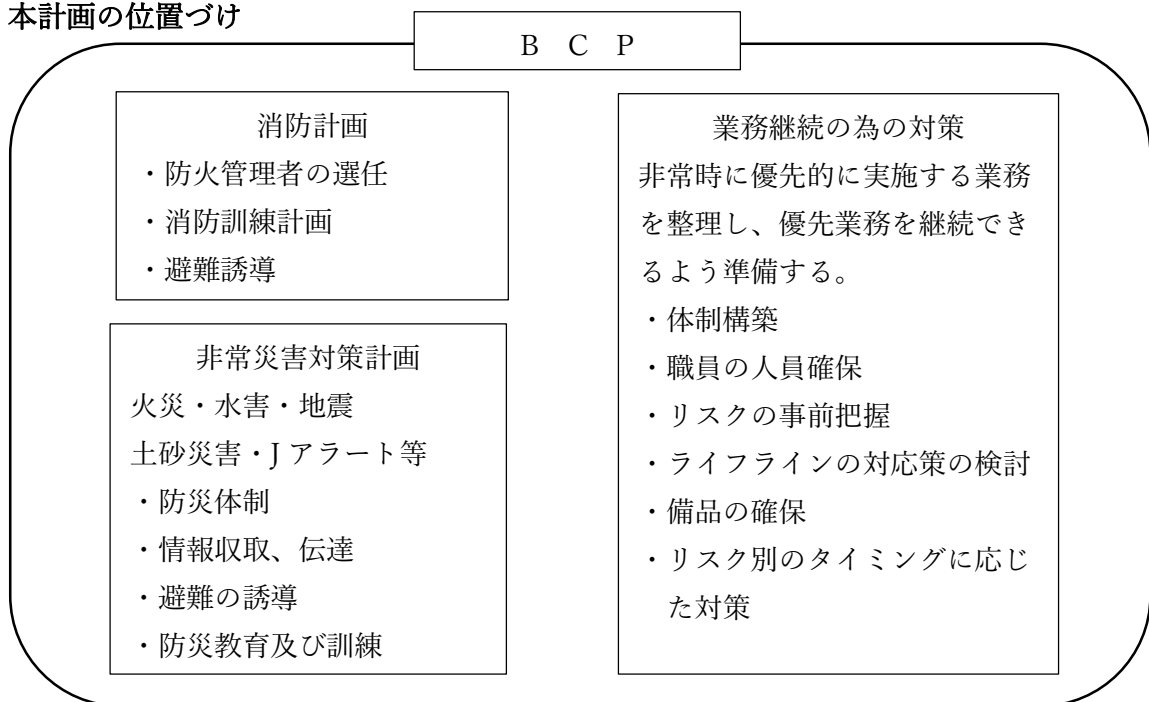 本計画の位置づけ
B C P
消防計画
・防火管理者の選任
・消防訓練計画
・避難誘導
非常災害対策計画
火災・水害・地震
土砂災害・J アラート等
・防災体制
・情報収取、伝達
・避難の誘導
・防災教育及び訓練
業務継続の為の対策
非常時に優先的に実施する業務
を整理し、優先業務を継続でき
るよう準備する。
・体制構築
・職員の人員確保
・リスクの事前把握
・ライフラインの対応策の検討
・備品の確保
・リスク別のタイミングに応じ
た対策